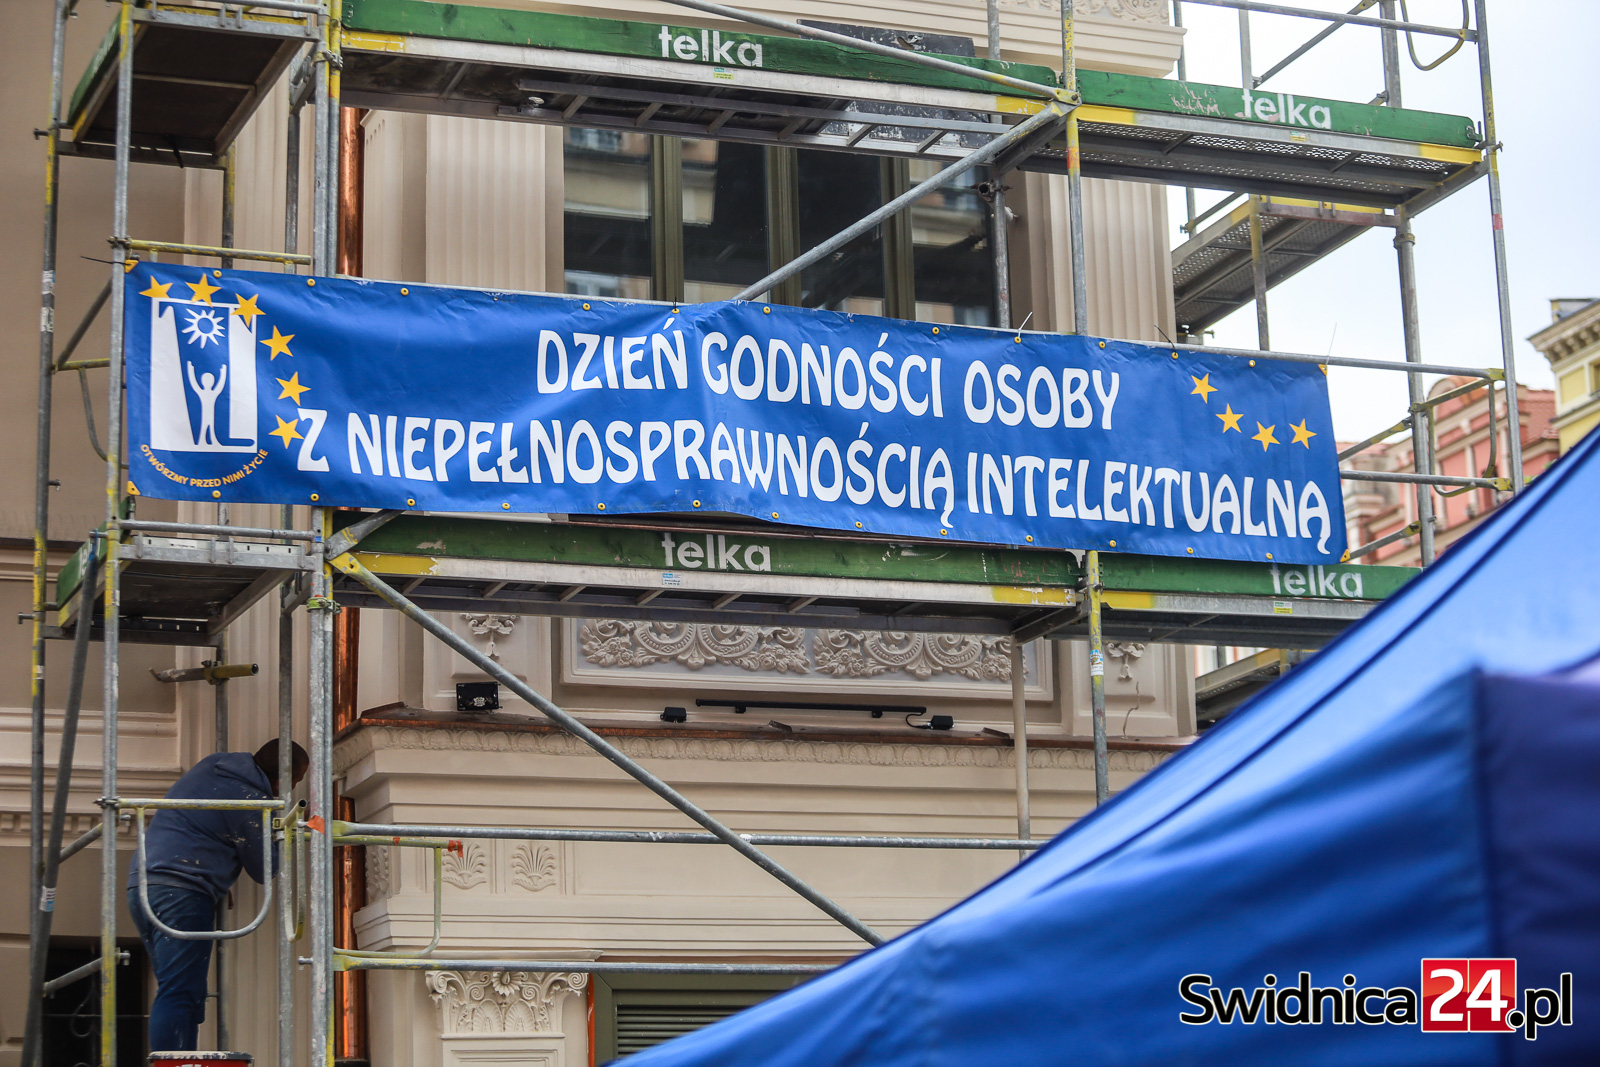 telka
telka
DZIEŃ GODNOŚCI OSOBY
Z NIEPEŁNOSPRAWNOŚCIĄ INTELEKTUALNĄ
OTWÓRZMY PRZED NIMI ŻYCIE
telka
telka
Swidnica24.pl